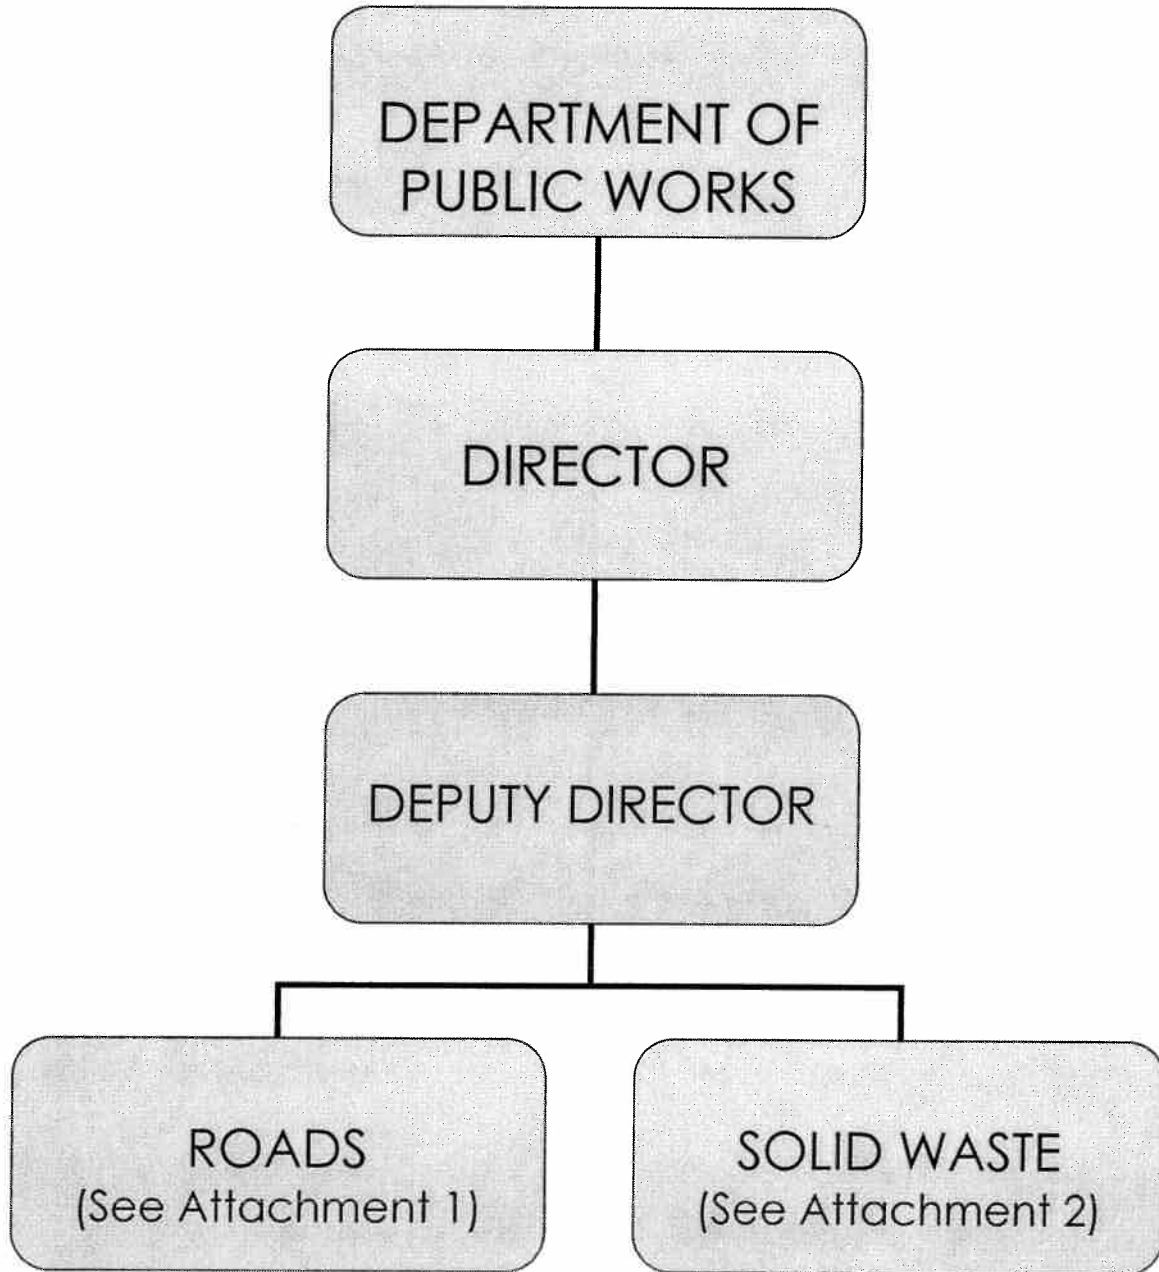 DEPARTMENT OF
PUBLIC WORKS
DIRECTOR
DEPUTY DIRECTOR
ROADS
(See Attachment 1)
SOLID WASTE
(See Attachment 2)